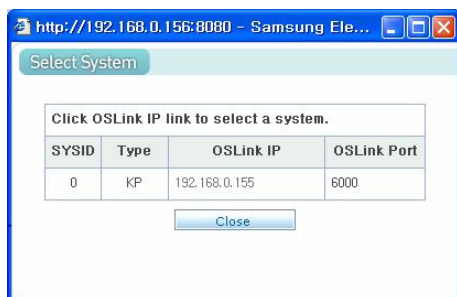 http://192.168.0.156:8080 - Samsung Ele...
Select System
Click OSLink IP link to select a system.
SYSID Type OSLink IP OSLink Port
0 KP 192.168.0.155 6000
Close